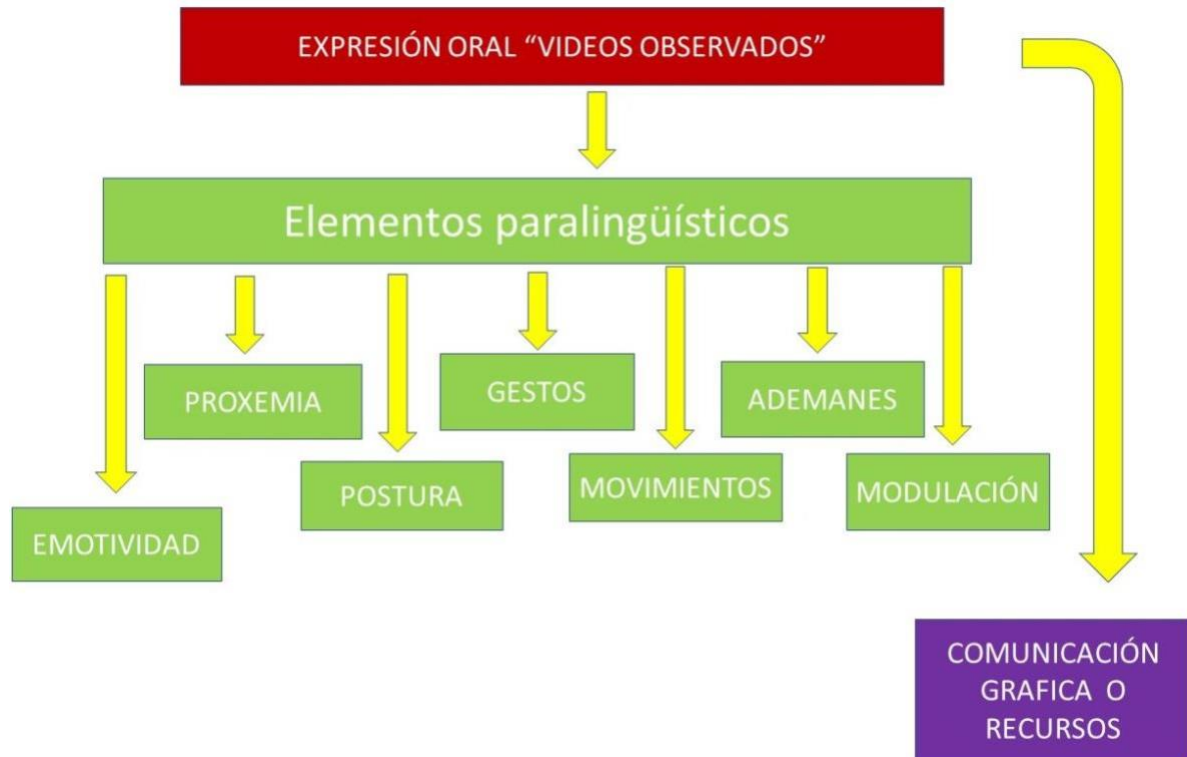 EXPRESIÓN ORAL “VIDEOS OBSERVADOS”
Elementos paralingüísticos
PROXEMIA
GESTOS
ADEMANES
POSTURA
MOVIMIENTOS
MODULACIÓN
EMOTIVIDAD
COMUNICACIÓN
GRAFICA O
RECURSOS